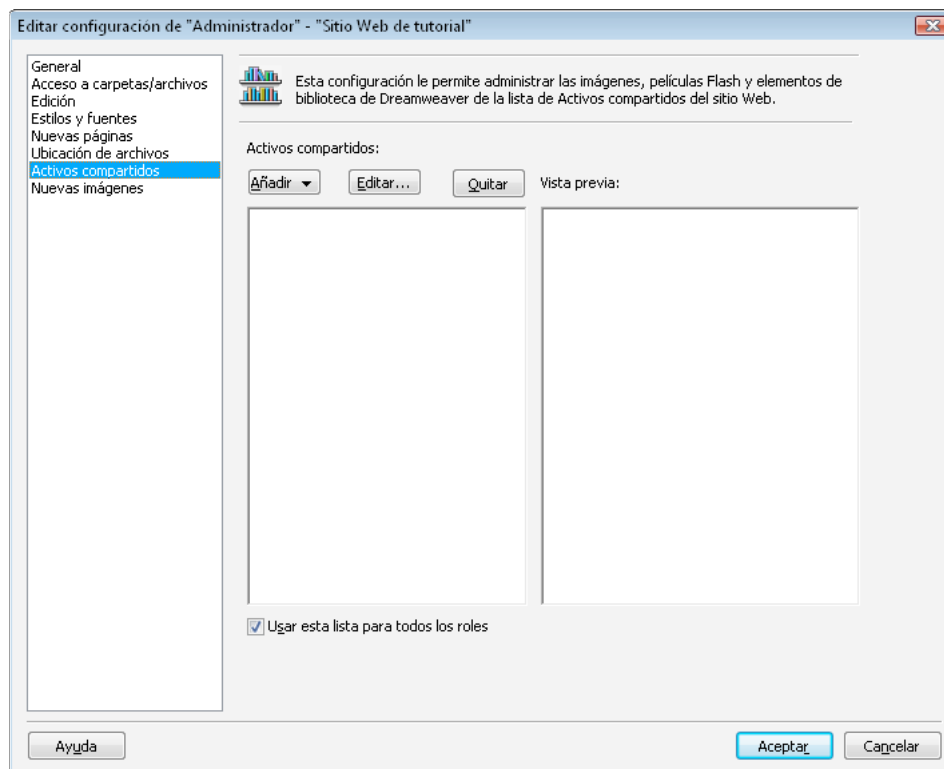 Editar configuración de "Administrador" - "Sitio Web de tutorial"
General
Acceso a carpetas/archivos
Edición
Estilos y fuentes
Nuevas páginas
Ubicación de archivos
Activos compartidos
Nuevas imágenes
Esta configuración le permite administrar las imágenes, películas Flash y elementos de
biblioteca de Dreamweaver de la lista de Activos compartidos del sitio Web.
Activos compartidos:
Añadir
Editar...
Quitar
Vista previa:
Usar esta lista para todos los roles
Ayuda
Aceptar
Cancelar